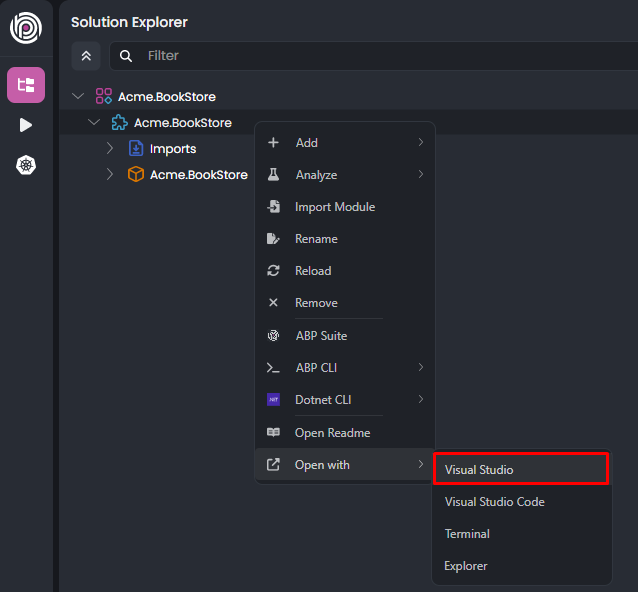 Solution Explorer
Filter
Acme.BookStore
Acme.BookStore
Imports
Acme.BookStore
Add
Analyze
Import Module
Rename
Reload
Remove
ABP Suite
ABP CLI
.NET
Dotnet CLI
Open Readme
Open with
Visual Studio
Visual Studio Code
Terminal
Explorer